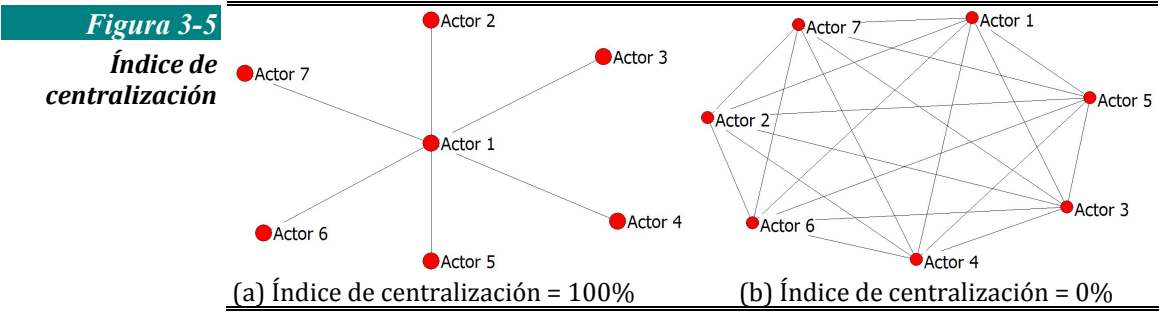 Figura 3-5
Índice de
centralización
Actor 2
Actor 3
Actor 7
Actor 1
Actor 6
Actor 4
Actor 5
(a) Índice de centralización = 100%
Actor 1
Actor 7
Actor 5
Actor 2
Actor 3
Actor 6
Actor 4
(b) Índice de centralización = 0%